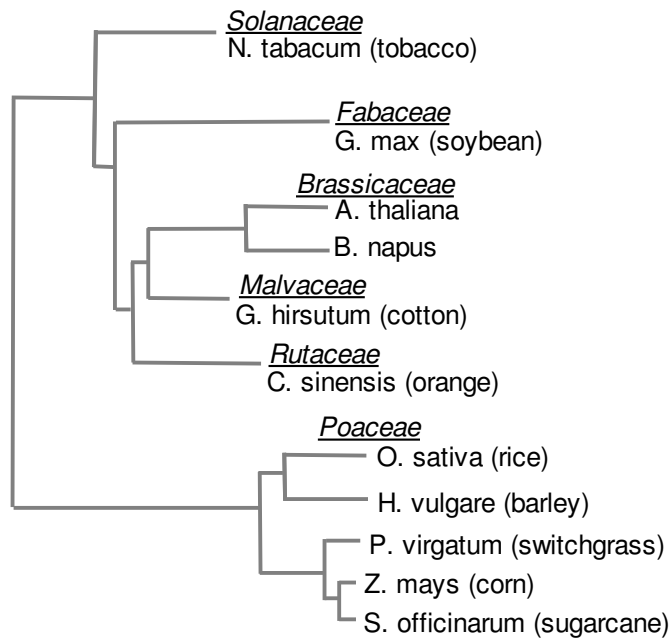 Solanaceae
N. tabacum (tobacco)
Fabaceae
G. max (soybean)
Brassicaceae
A. thaliana
B. napus
Malvaceae
G. hirsutum (cotton)
Rutaceae
C. sinensis (orange)
Poaceae
O. sativa (rice)
H. vulgare (barley)
P. virgatum (switchgrass)
Z. mays (corn)
S. officinarum (sugarcane)